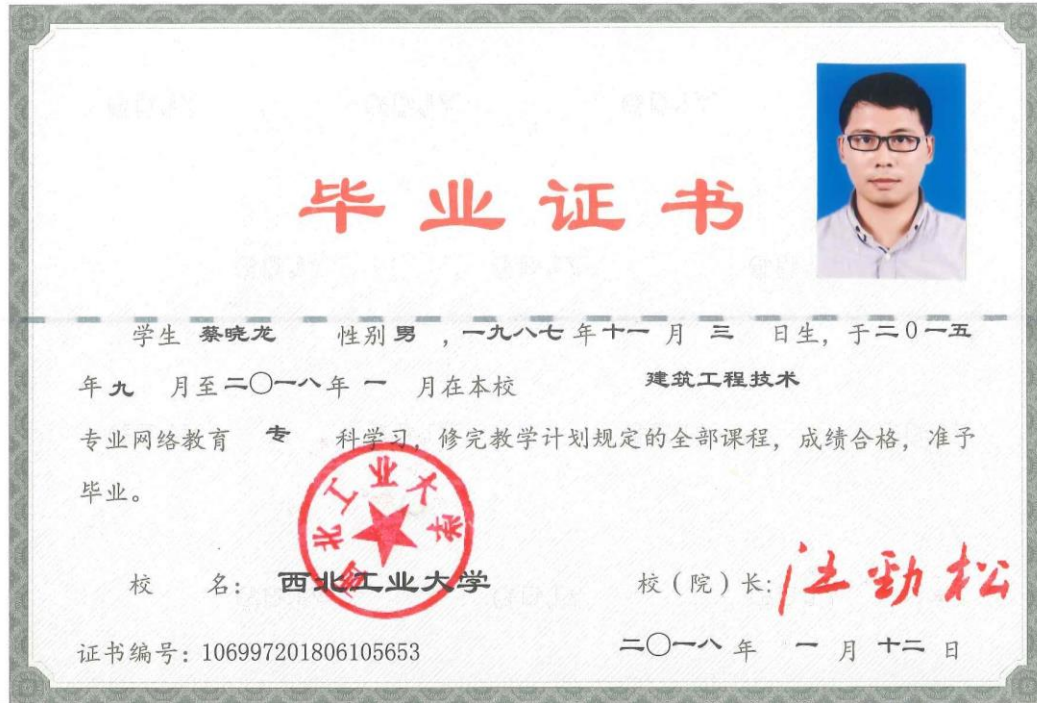 毕业证书
学生 蔡晓龙 性别 男 , 一九八七 年 十一 月 三 日生, 于 二0一五
年 九 月至 二〇一八 年 一 月在本校 建筑工程技术
专业网络教育 专 科学习, 修完教学计划规定的全部课程, 成绩合格, 准予
毕业。
西北工业大学
校 名: 西北工业大学 校(院)长: 汪劲松
证书编号: 106997201806105653 二〇一八 年 一 月 十二 日